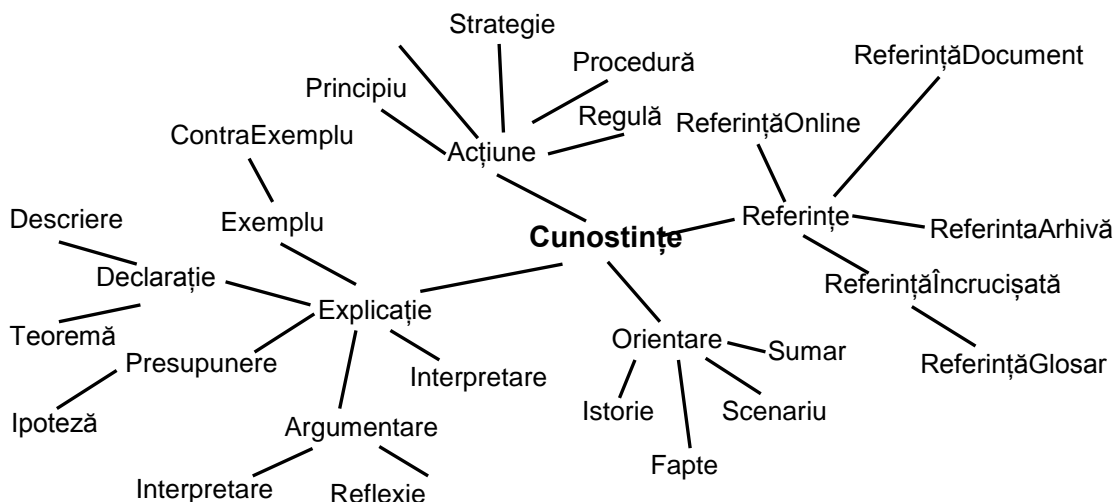 Strategie
ReferințăDocument
Procedură
Principiu
Regulă
ReferințăOnline
ContraExemplu
Acțiune
Descriere
Exemplu
Referințe
ReferintaArhivă
Cunostințe
Declarație
ReferințăÎncrucișată
Explicație
Teoremă
Orientare
Sumar
Presupunere
ReferințăGlosar
Interpretare
Istorie
Scenariu
Ipoteză
Argumentare
Fapte
Interpretare
Reflexie